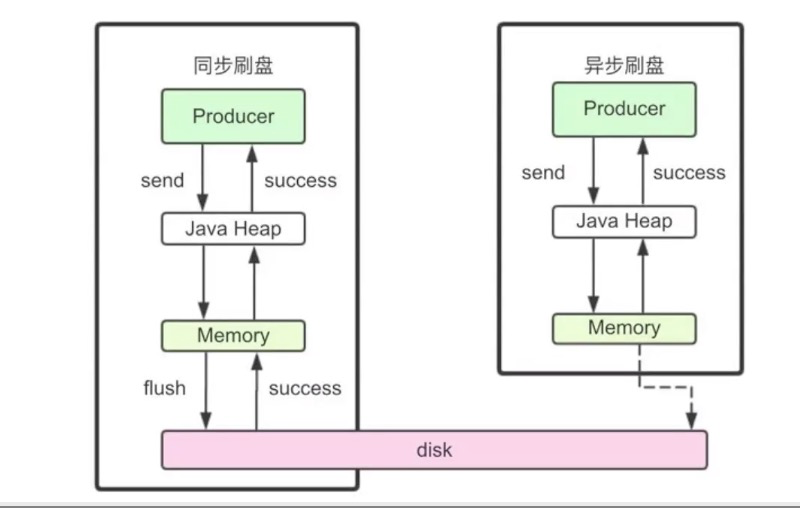 同步刷盘
Producer
send
success
Java Heap
Memory
flush
success
异步刷盘
Producer
send
success
Java Heap
Memory
disk